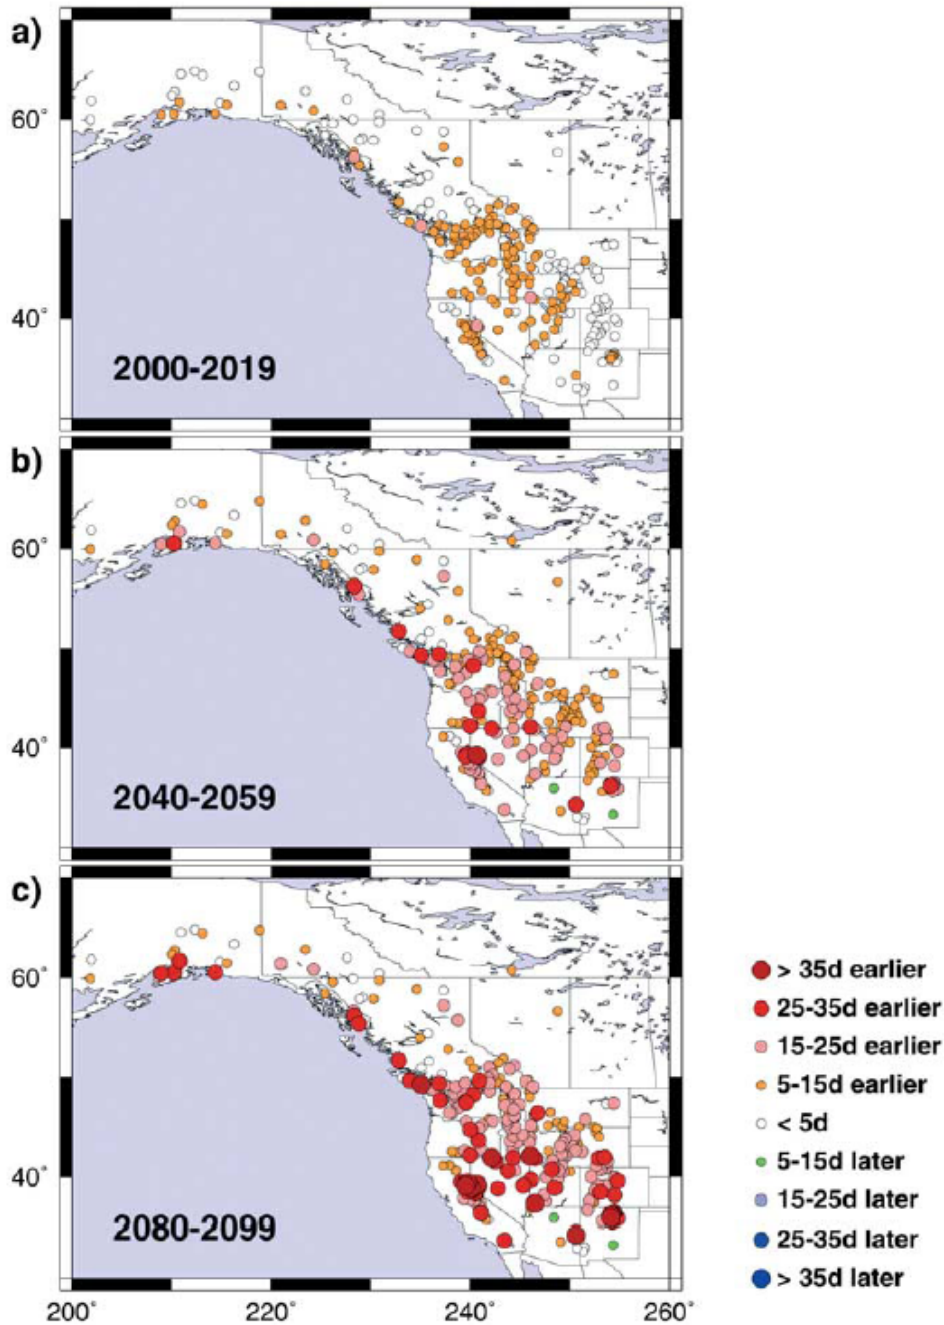 a)
60°
40°
2000-2019
b)
60°
40°
2040-2059
c)
60°
40°
2080-2099
200°
220°
240°
260°
> 35d earlier
25-35d earlier
15-25d earlier
5-15d earlier
< 5d
5-15d later
15-25d later
25-35d later
> 35d later